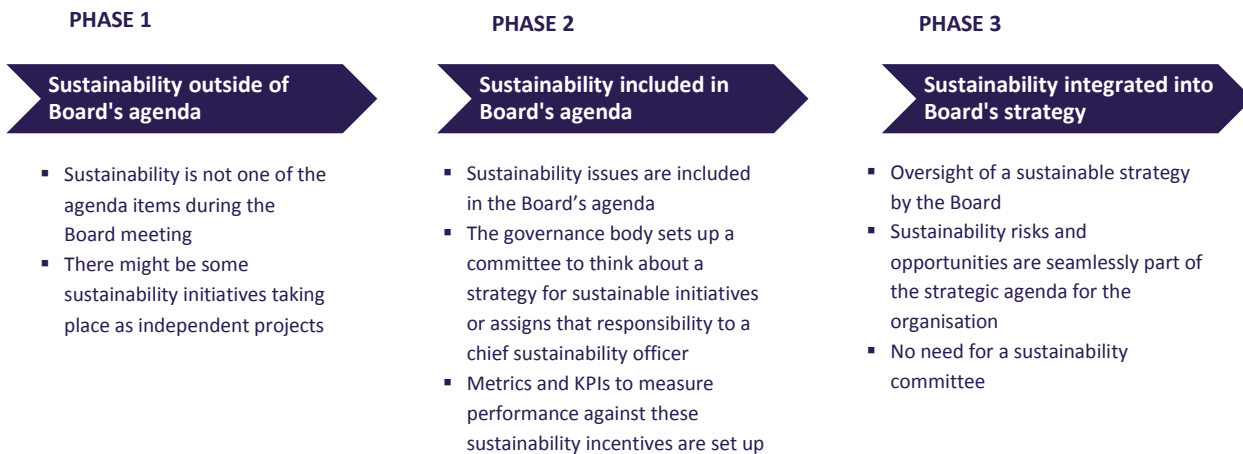 PHASE 1
Sustainability outside of
Board's agenda
▪ Sustainability is not one of the
agenda items during the
Board meeting
▪ There might be some
sustainability initiatives taking
place as independent projects
PHASE 2
Sustainability included in
Board's agenda
▪ Sustainability issues are included
in the Board’s agenda
▪ The governance body sets up a
committee to think about a
strategy for sustainable initiatives
or assigns that responsibility to a
chief sustainability officer
▪ Metrics and KPIs to measure
performance against these
sustainability incentives are set up
PHASE 3
Sustainability integrated into
Board's strategy
▪ Oversight of a sustainable strategy
by the Board
▪ Sustainability risks and
opportunities are seamlessly part of
the strategic agenda for the
organisation
▪ No need for a sustainability
committee